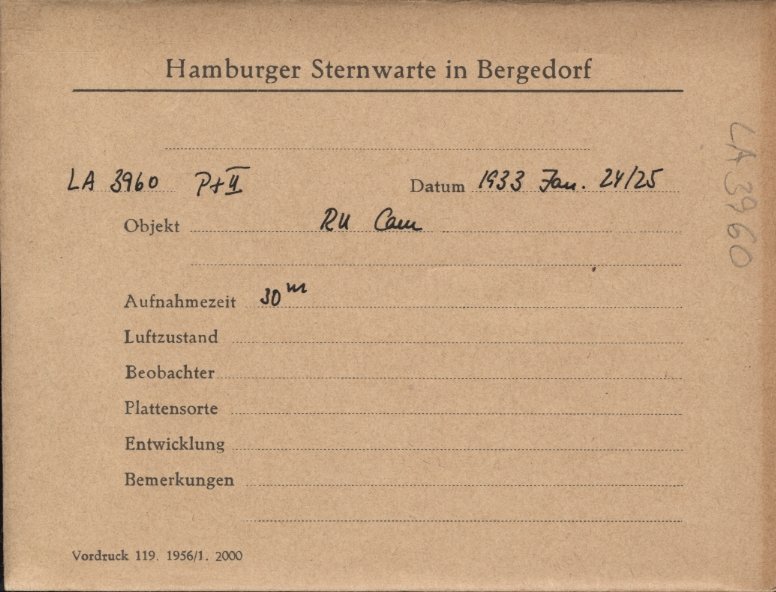 Hamburger Sternwarte in Bergedorf
LA 3960 P+II Datum 1933 Jan. 24/25
Objekt RU Cam
Aufnahmezeit 30m
Luftzustand
Beobachter
Plattensorte
Entwicklung
Bemerkungen
Vordruck 119. 1956/1. 2000
LA 3960